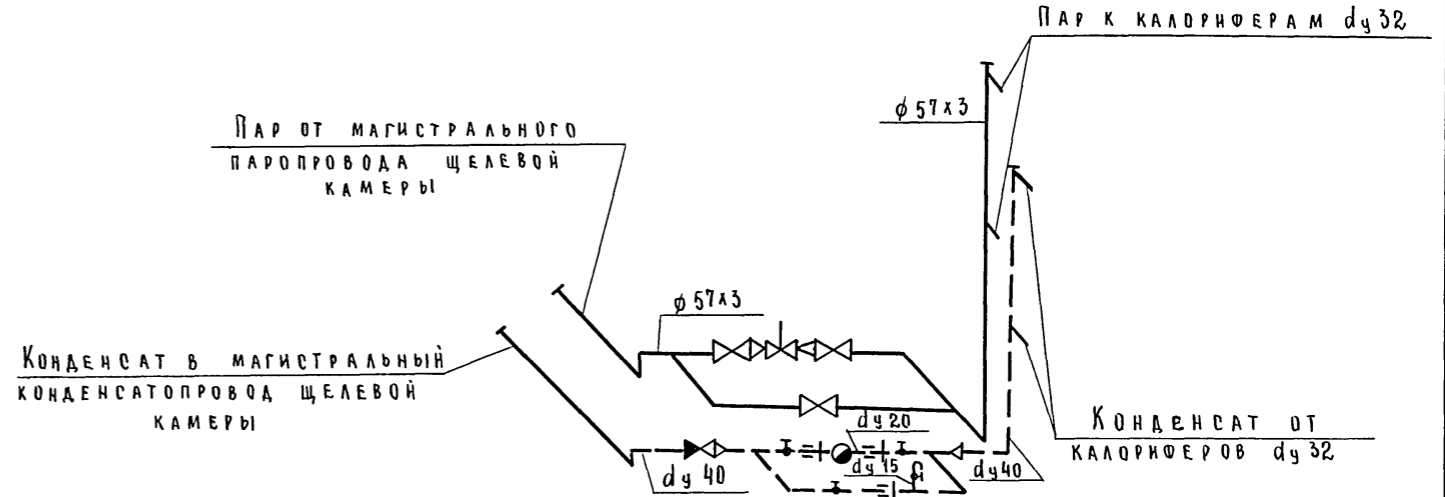 Пар к калориферам dу 32
ф 57х3
Пар от магистрального
паропровода щелевой
камеры
ф 57х3
Конденсат в магистральный
конденсатопровод щелевой
камеры
dу 20
Конденсат от
калориферов dу 32
dу 40
dу 15
dу 40